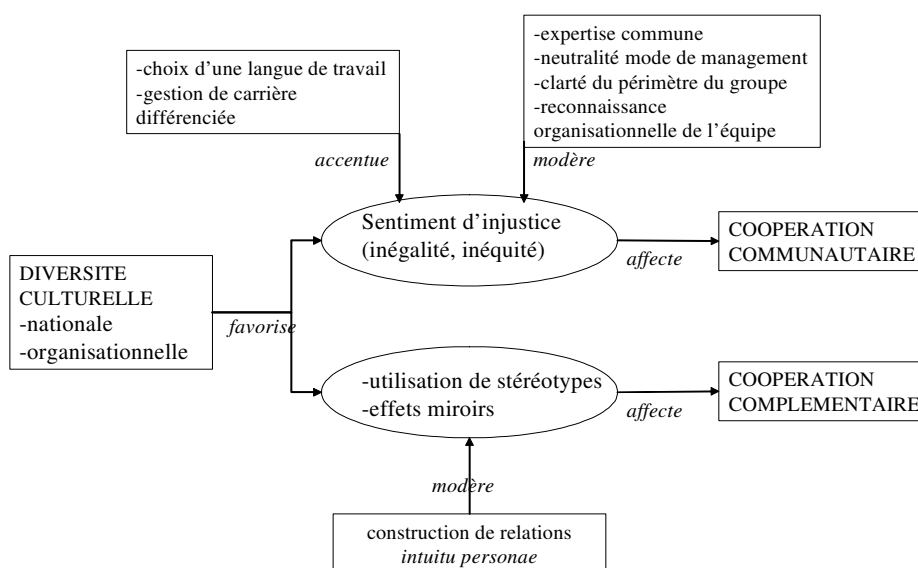 -choix d'une langue de travail
-gestion de carrière
différenciée
-expertise commune
-neutralité mode de management
-clarté du périmètre du groupe
-reconnaissance
organisationnelle de l'équipe
accentue
modère
Sentiment d'injustice
(inégalité, inéquité)
affecte
COOPERATION
COMMUNAUTAIRE
DIVERSITE
CULTURELLE
-nationale
-organisationnelle
favorise
-utilisation de stéréotypes
-effets miroirs
affecte
COOPERATION
COMPLEMENTAIRE
modère
construction de relations
intuitu personae